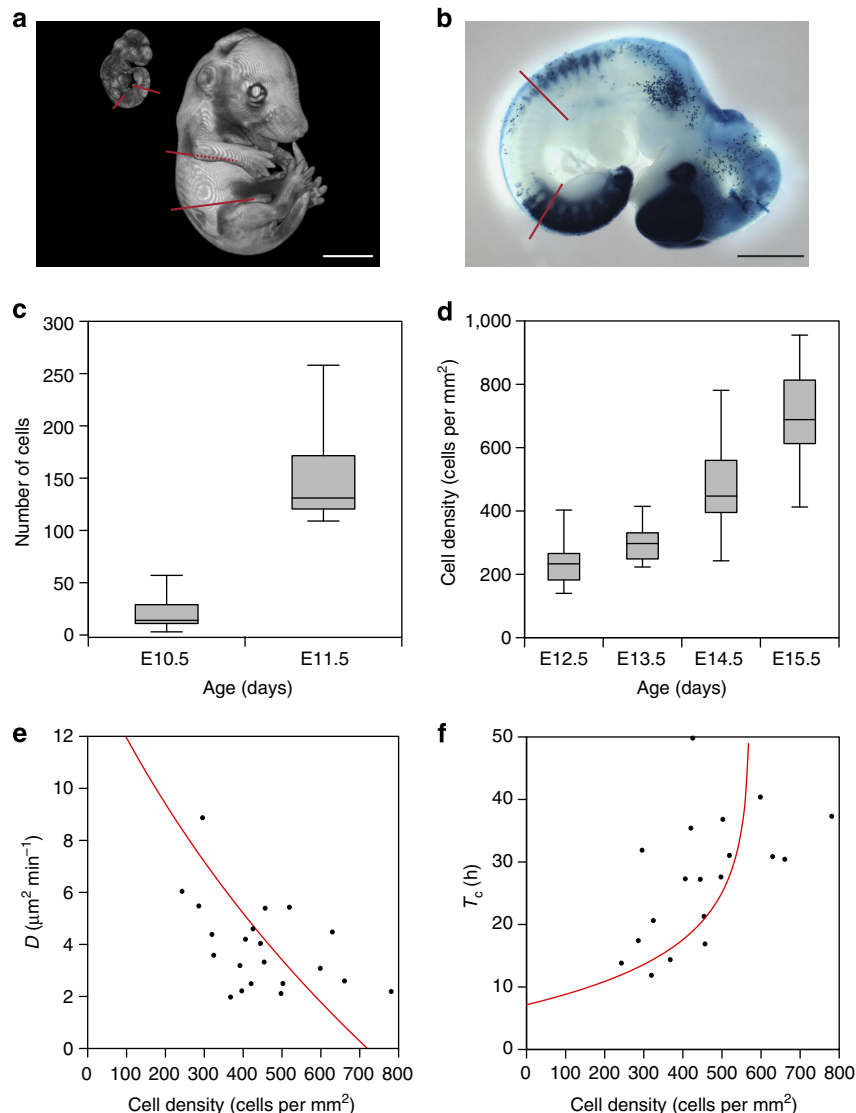 a
b
c
300
250
200
150
100
50
0
Number of cells
E10.5
E11.5
Age (days)
d
1,000
800
600
400
200
0
Cell density (cells per mm²)
E12.5
E13.5
E14.5
E15.5
Age (days)
e
12
10
8
6
4
2
0
D (μm² min⁻¹)
0 100 200 300 400 500 600 700 800
Cell density (cells per mm²)
f
50
40
30
20
10
0
Tc (h)
0 100 200 300 400 500 600 700 800
Cell density (cells per mm²)